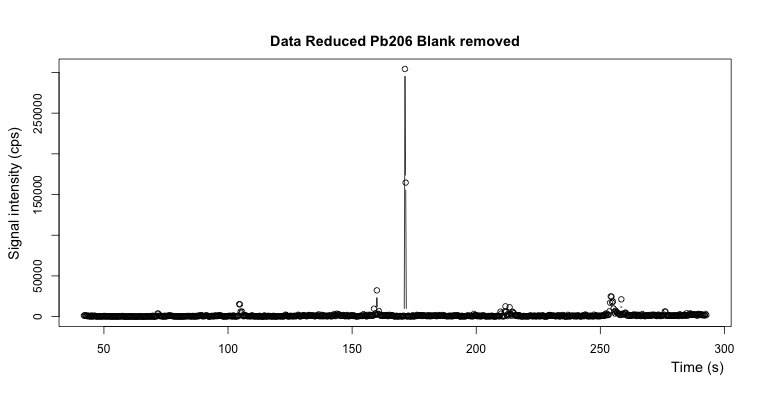 Data Reduced Pb206 Blank removed
Signal intensity (cps)
250000
150000
50000
0
50 100 150 200 250 300
Time (s)